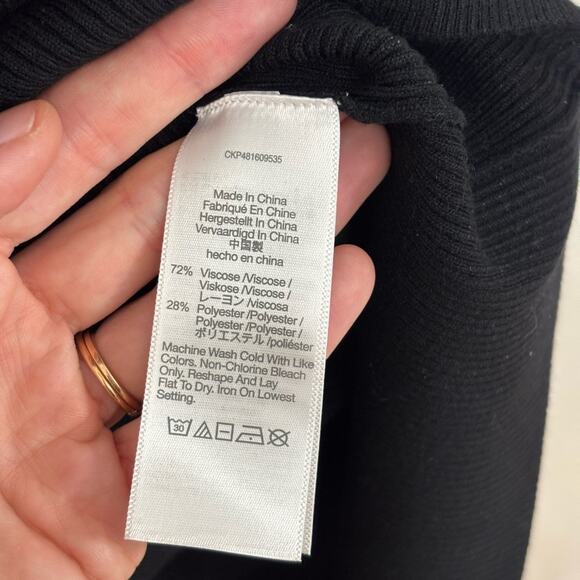 CKP481609535
Made In China
Fabriqué En Chine
Hergestellt In China
Vervaardigd In China
中国製
hecho en china
72% Viscose /Viscose /
Viskose /Viscose /
レーヨン /viscosa
28% Polyester /Polyester /
Polyester /Polyester /
ポリエステル /poliéster
Machine Wash Cold With Like
Colors. Non-Chlorine Bleach
Only. Reshape And Lay
Flat To Dry. Iron On Lowest
Setting.
30